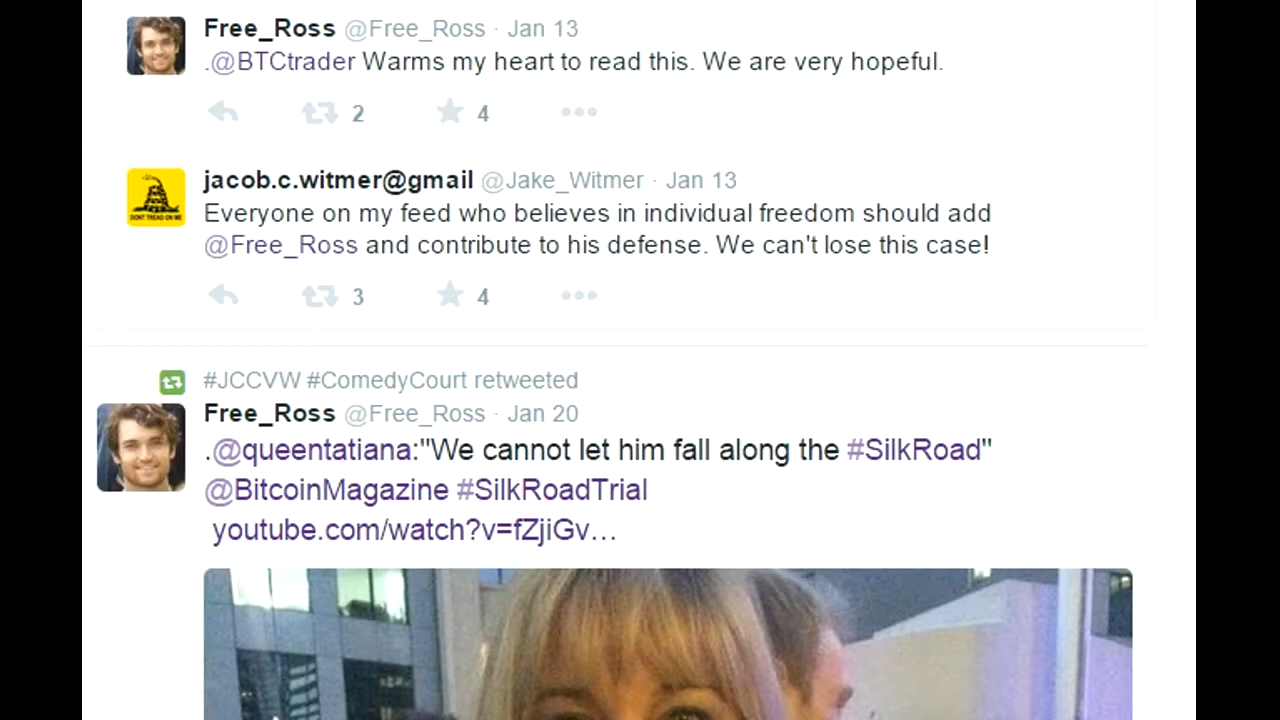 Free_Ross @Free_Ross · Jan 13
.@BTCtrader Warms my heart to read this. We are very hopeful.
2 4
jacob.c.witmer@gmail @Jake_Witmer · Jan 13
DONT TREAD ON ME
Everyone on my feed who believes in individual freedom should add
@Free_Ross and contribute to his defense. We can't lose this case!
3 4
#JCCVW #ComedyCourt retweeted
Free_Ross @Free_Ross · Jan 20
.@queentatiana:"We cannot let him fall along the #SilkRoad"
@BitcoinMagazine #SilkRoadTrial
youtube.com/watch?v=fZjiGv…